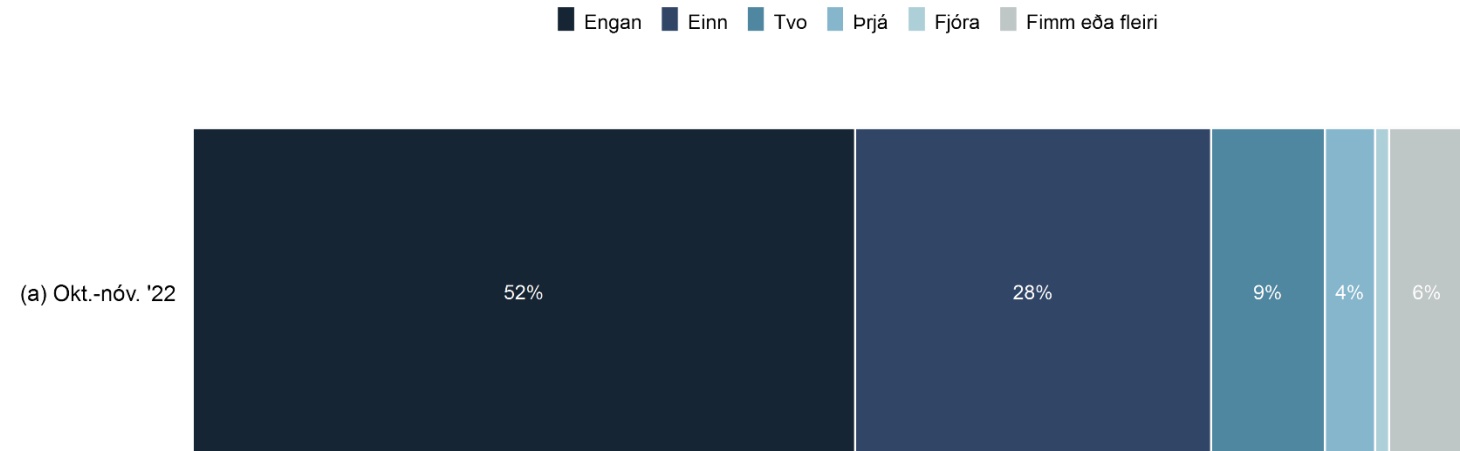 Engan Einn Tvo Þrjá Fjóra Fimm eða fleiri
(a) Okt.-nóv. '22 52% 28% 9% 4% 6%